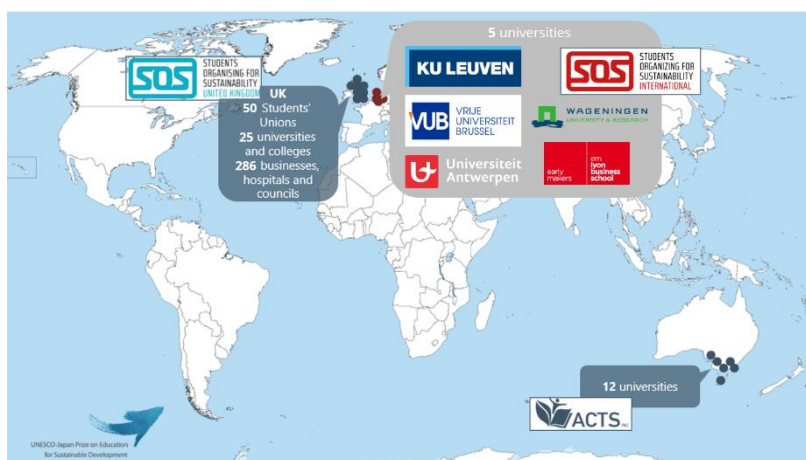 5 universities
KU LEUVEN
SOS
STUDENTS
ORGANIZING FOR
SUSTAINABILITY
INTERNATIONAL
SOS
STUDENTS
ORGANISING FOR
SUSTAINABILITY
UNITED KINGDOM
UK
50 Students'
Unions
25 universities
and colleges
286 businesses,
hospitals and
councils
VUB
VRIJE
UNIVERSITEIT
BRUSSEL
WAGENINGEN
UNIVERSITY & RESEARCH
Universiteit
Antwerpen
early
makers
em
lyon
business
school
12 universities
ACTS
UNESCO-Japan Prize on Education
for Sustainable Development